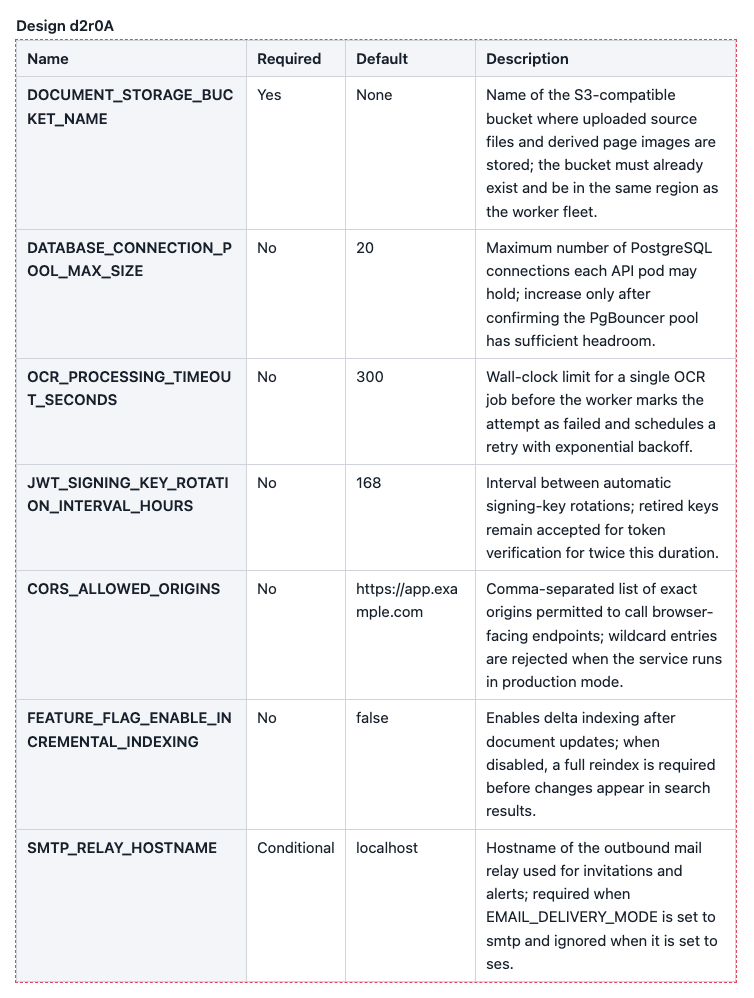 Design d2r0A
Name Required Default Description
DOCUMENT_STORAGE_BUC Yes None Name of the S3-compatible
KET_NAME bucket where uploaded source
files and derived page images are
stored; the bucket must already
exist and be in the same region as
the worker fleet.
DATABASE_CONNECTION_P No 20 Maximum number of PostgreSQL
OOL_MAX_SIZE connections each API pod may
hold; increase only after
confirming the PgBouncer pool
has sufficient headroom.
OCR_PROCESSING_TIMEOU No 300 Wall-clock limit for a single OCR
T_SECONDS job before the worker marks the
attempt as failed and schedules a
retry with exponential backoff.
JWT_SIGNING_KEY_ROTATI No 168 Interval between automatic
ON_INTERVAL_HOURS signing-key rotations; retired keys
remain accepted for token
verification for twice this duration.
CORS_ALLOWED_ORIGINS No https://app.exa Comma-separated list of exact
mple.com origins permitted to call browser-
facing endpoints; wildcard entries
are rejected when the service runs
in production mode.
FEATURE_FLAG_ENABLE_IN No false Enables delta indexing after
CREMENTAL_INDEXING document updates; when
disabled, a full reindex is required
before changes appear in search
results.
SMTP_RELAY_HOSTNAME Conditional localhost Hostname of the outbound mail
relay used for invitations and
alerts; required when
EMAIL_DELIVERY_MODE is set to
smtp and ignored when it is set to
ses.